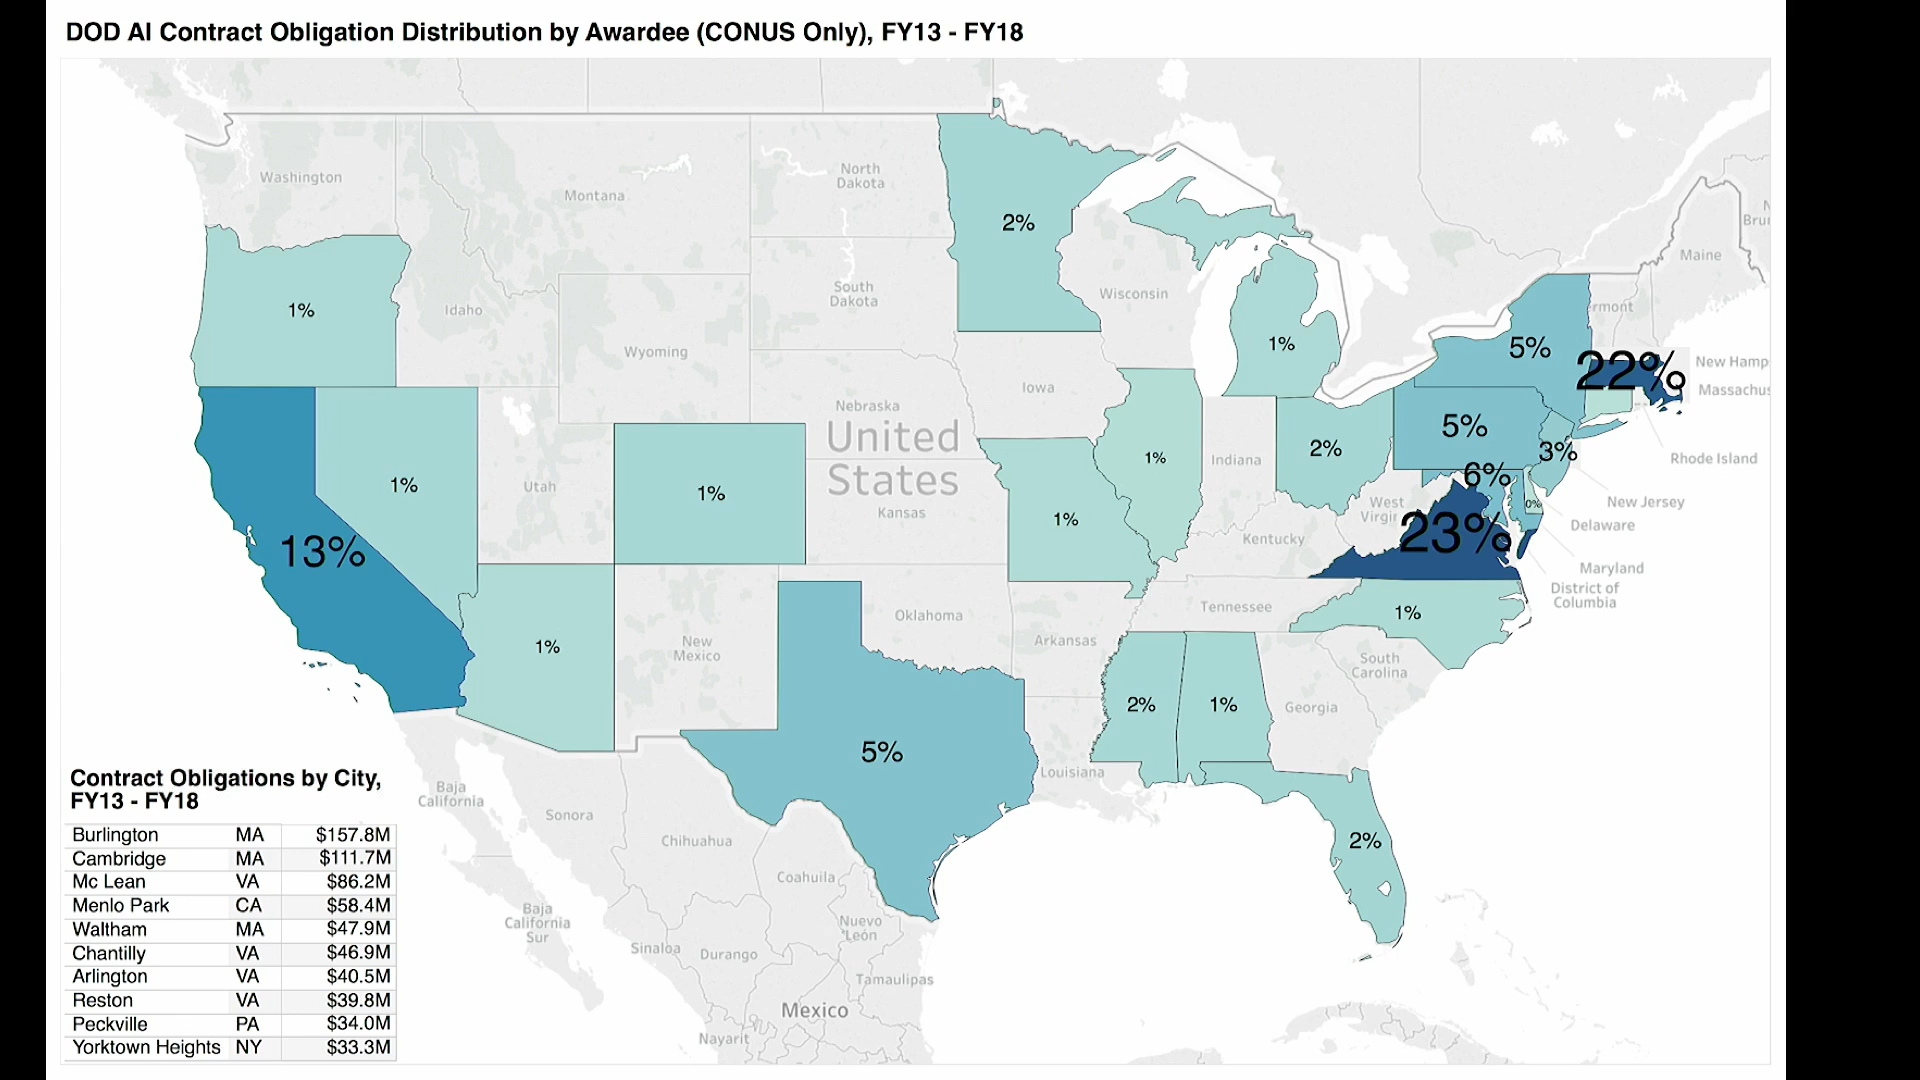 DOD AI Contract Obligation Distribution by Awardee (CONUS Only), FY13 - FY18
Washington
Montana
North
Dakota
2%
Maine
1%
Idaho
South
Dakota
Wisconsin
Wyoming
1%
5%
22%
New Hamp
Massachus
Iowa
Nebraska
United
States
Kansas
1%
Utah
1%
1%
Indiana
2%
5%
3%
Rhode Island
6%
West
23%
0%
New Jersey
Delaware
13%
1%
Kentucky
Maryland
District of
Columbia
1%
New
Mexico
Oklahoma
Arkansas
Tennessee
1%
South
Carolina
2%
1%
Georgia
5%
Louisiana
2%
Baja
California
Sonora
Chihuahua
Coahuila
Baja
California
Sur
Sinaloa
Durango
Nuevo
León
Tamaulipas
Mexico
Nayarit
Contract Obligations by City,
FY13 - FY18
Burlington MA $157.8M
Cambridge MA $111.7M
Mc Lean VA $86.2M
Menlo Park CA $58.4M
Waltham MA $47.9M
Chantilly VA $46.9M
Arlington VA $40.5M
Reston VA $39.8M
Peckville PA $34.0M
Yorktown Heights NY $33.3M